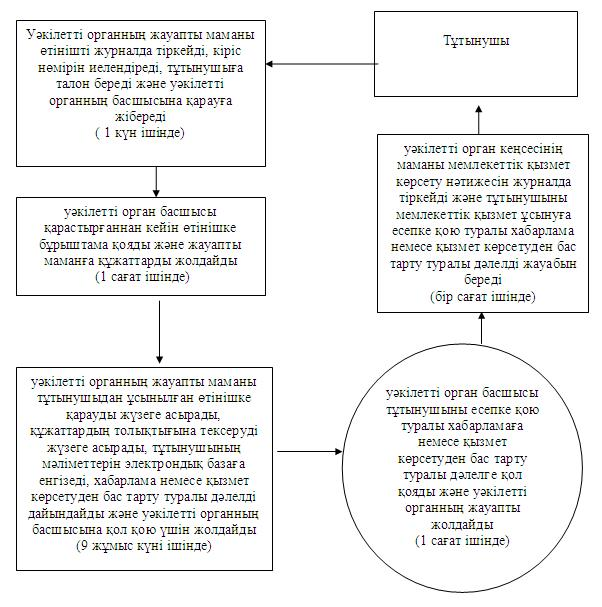 Тұтынушы
Уәкілетті органның жауапты маманы
өтінішті журналда тіркейді, кіріс
нөмірін иелендіреді, тұтынушыға
талон береді және уәкілетті
органның басшысына қарауға
жібереді
( 1 күн ішінде)
уәкілетті орган басшысы
қарастырғаннан кейін өтінішке
бұрыштама қояды және жауапты
маманға құжаттарды жолдайды
(1 сағат ішінде)
уәкілетті органның жауапты маманы
тұтынушыдан ұсынылған өтінішке
қарауды жүзеге асырады,
құжаттардың толықтығына тексеруді
жүзеге асырады, тұтынушының
мәліметтерін электрондық базаға
енгізеді, хабарлама немесе қызмет
көрсетуден бас тарту туралы дәлелді
дайындайды және уәкілетті органның
басшысына қол қою үшін жолдайды
(9 жұмыс күні ішінде)
уәкілетті орган басшысы
тұтынушыны есепке қою
туралы хабарламаға
немесе қызмет
көрсетуден бас тарту
туралы дәлелге қол
қояды және уәкілетті
органның жауапты
жолдайды
(1 сағат ішінде)
уәкілетті орган кеңсесінің
маманы мемлекеттік қызмет
көрсету нәтижесін журналда
тіркейді және тұтынушыны
мемлекеттік қызмет ұсынуға
есепке қою туралы хабарлама
немесе қызмет көрсетуден бас
тарту туралы дәлелді жауабын
береді
(бір сағат ішінде)